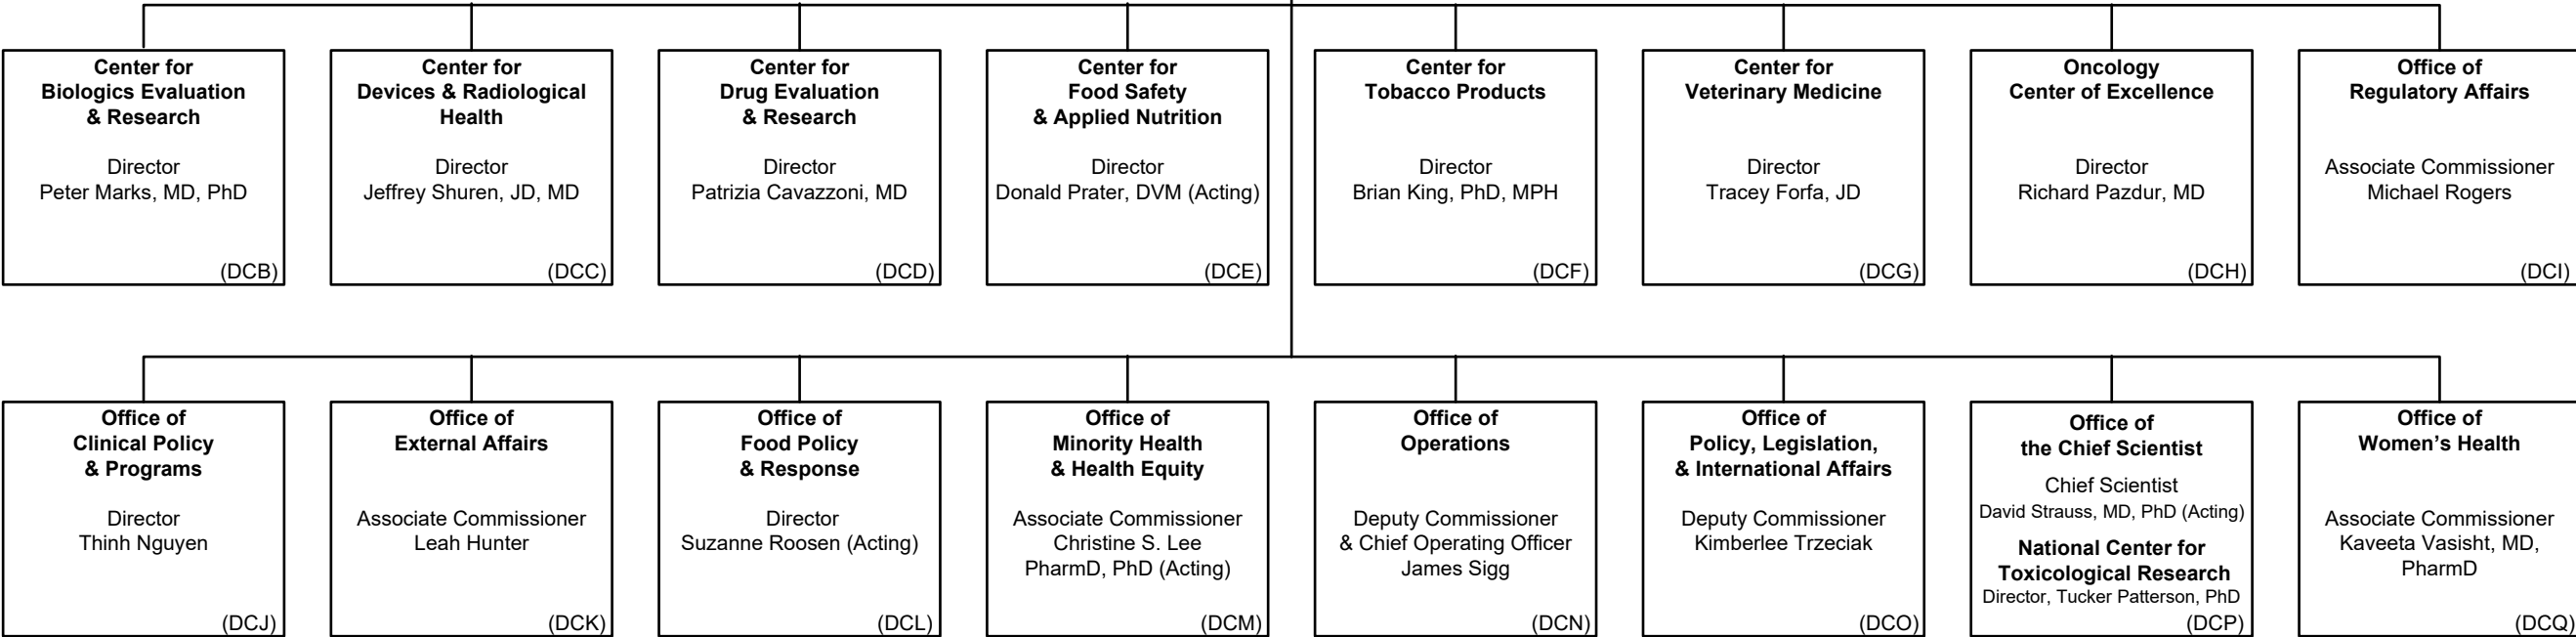 Center for
Biologics Evaluation
& Research
Director
Peter Marks, MD, PhD
(DCB)
Center for
Devices & Radiological
Health
Director
Jeffrey Shuren, JD, MD
(DCC)
Center for
Drug Evaluation
& Research
Director
Patrizia Cavazzoni, MD
(DCD)
Center for
Food Safety
& Applied Nutrition
Director
Donald Prater, DVM (Acting)
(DCE)
Center for
Tobacco Products
Director
Brian King, PhD, MPH
(DCF)
Center for
Veterinary Medicine
Director
Tracey Forfa, JD
(DCG)
Oncology
Center of Excellence
Director
Richard Pazdur, MD
(DCH)
Office of
Regulatory Affairs
Associate Commissioner
Michael Rogers
(DCI)
Office of
Clinical Policy
& Programs
Director
Thinh Nguyen
(DCJ)
Office of
External Affairs
Associate Commissioner
Leah Hunter
(DCK)
Office of
Food Policy
& Response
Director
Suzanne Roosen (Acting)
(DCL)
Office of
Minority Health
& Health Equity
Associate Commissioner
Christine S. Lee
PharmD, PhD (Acting)
(DCM)
Office of
Operations
Deputy Commissioner
& Chief Operating Officer
James Sigg
(DCN)
Office of
Policy, Legislation,
& International Affairs
Deputy Commissioner
Kimberlee Trzeciak
(DCO)
Office of
the Chief Scientist
Chief Scientist
David Strauss, MD, PhD (Acting)
National Center for
Toxicological Research
Director, Tucker Patterson, PhD
(DCP)
Office of
Women's Health
Associate Commissioner
Kaveeta Vasisht, MD,
PharmD
(DCQ)